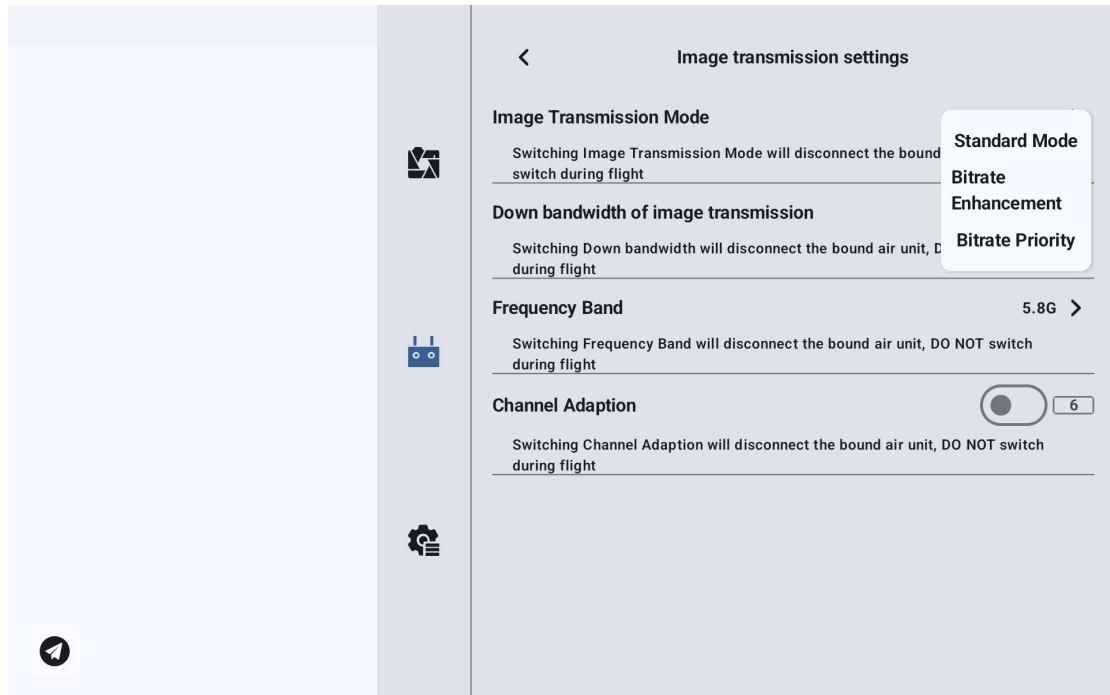 Image transmission settings
Image Transmission Mode
Switching Image Transmission Mode will disconnect the bound
switch during flight
Standard Mode
Bitrate
Enhancement
Bitrate Priority
Down bandwidth of image transmission
Switching Down bandwidth will disconnect the bound air unit,
during flight
Frequency Band
5.8G
Switching Frequency Band will disconnect the bound air unit, DO NOT switch
during flight
Channel Adaption
6
Switching Channel Adaption will disconnect the bound air unit, DO NOT switch
during flight